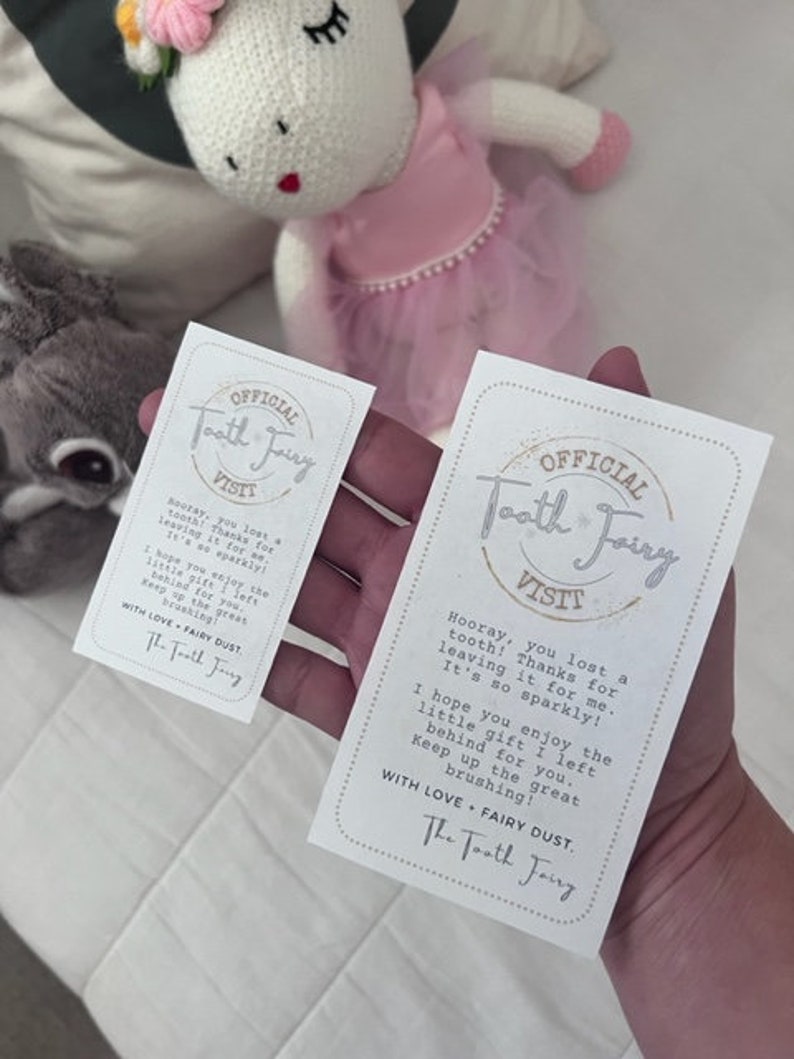 OFFICIAL
Tooth Fairy
VISIT
Hooray, you lost a
tooth! Thanks for
leaving it for me.
It's so sparkly!
I hope you enjoy the
little gift I left
behind for you.
Keep up the great
brushing!
WITH LOVE + FAIRY DUST.
The Tooth Fairy
OFFICIAL
Tooth Fairy
VISIT
Hooray, you lost a
tooth! Thanks for
leaving it for me.
It's so sparkly!
I hope you enjoy the
little gift I left
behind for you.
Keep up the great
brushing!
WITH LOVE + FAIRY DUST.
The Tooth Fairy